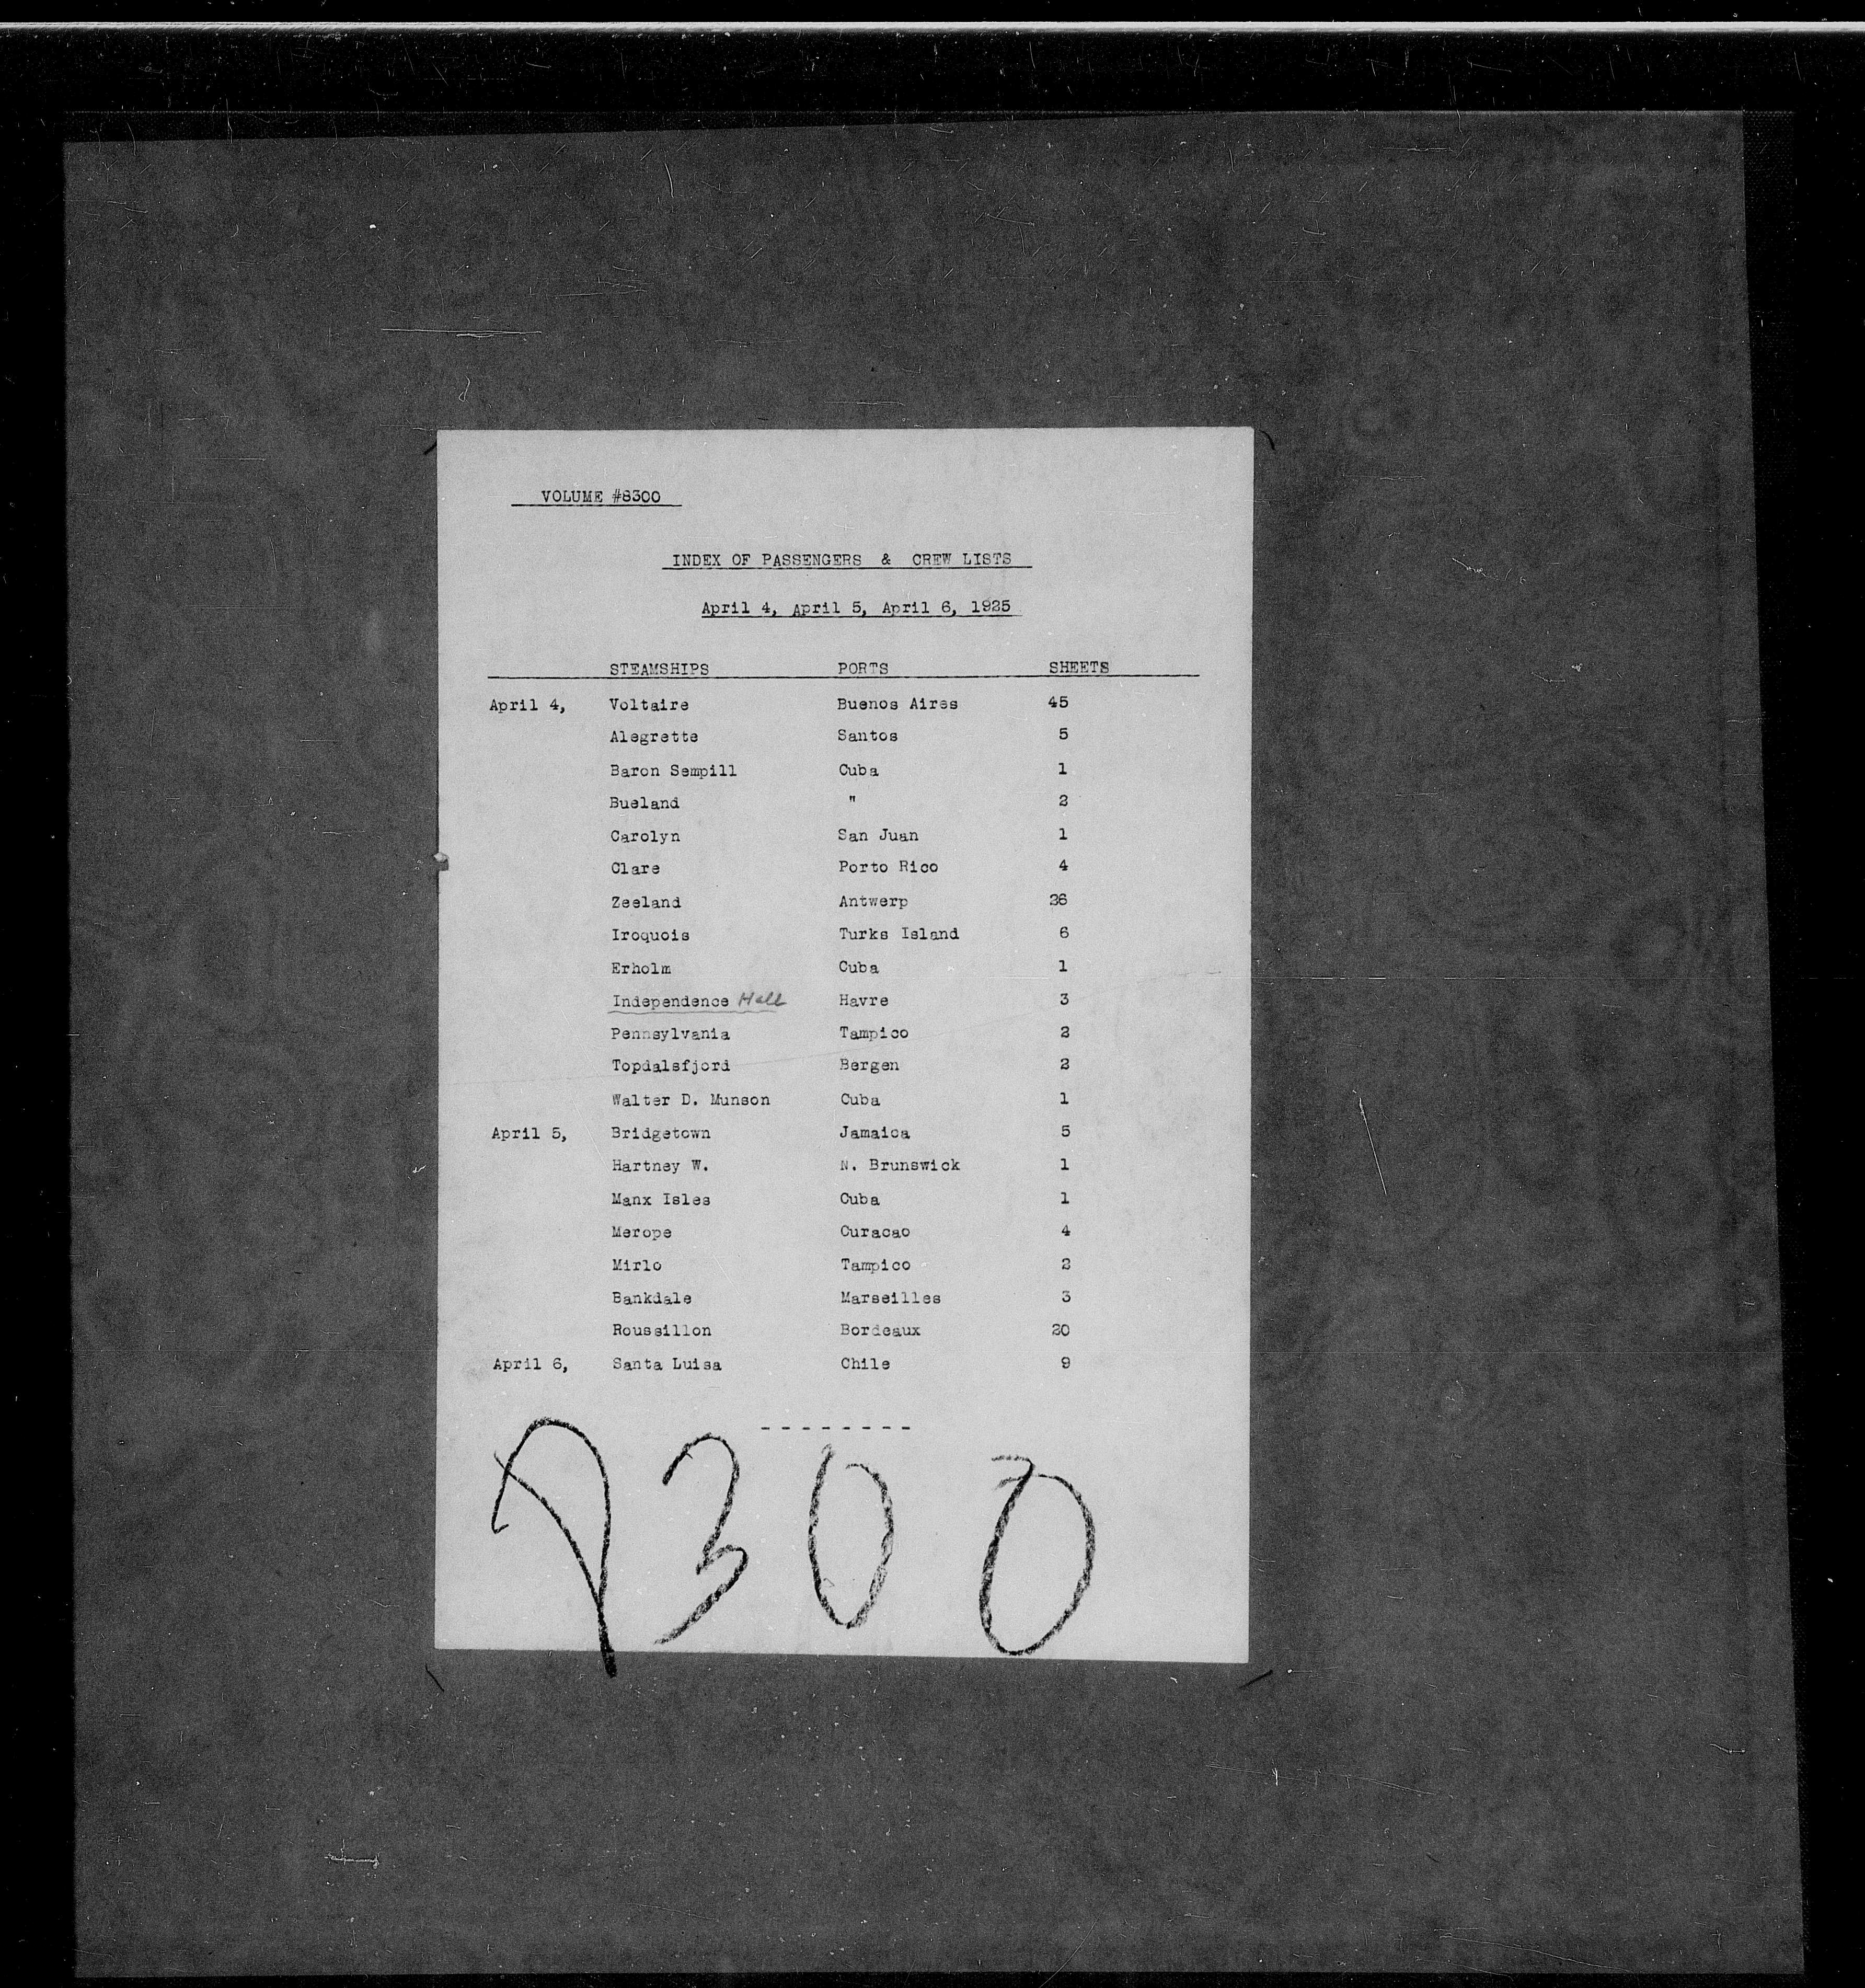 VOLUME #8300
INDEX OF PASSENGERS & CREW LISTS
April 4, April 5, April 6, 1925
STEAMSHIPS PORTS SHEETS
April 4, Voltaire Buenos Aires 45
Alegrette Santos 5
Baron Sempill Cuba 1
Bueland " 2
Carolyn San Juan 1
Clare Porto Rico 4
Zeeland Antwerp 26
Iroquois Turks Island 6
Erholm Cuba 1
Independence Hall Havre 3
Pennsylvania Tampico 2
Topdalsfjord Bergen 2
Walter D. Munson Cuba 1
April 5, Bridgetown Jamaica 5
Hartney W. N. Brunswick 1
Manx Isles Cuba 1
Merope Curacao 4
Mirlo Tampico 2
Bankdale Marseilles 3
Roussillon Bordeaux 20
April 6, Santa Luisa Chile 9
--------
8300